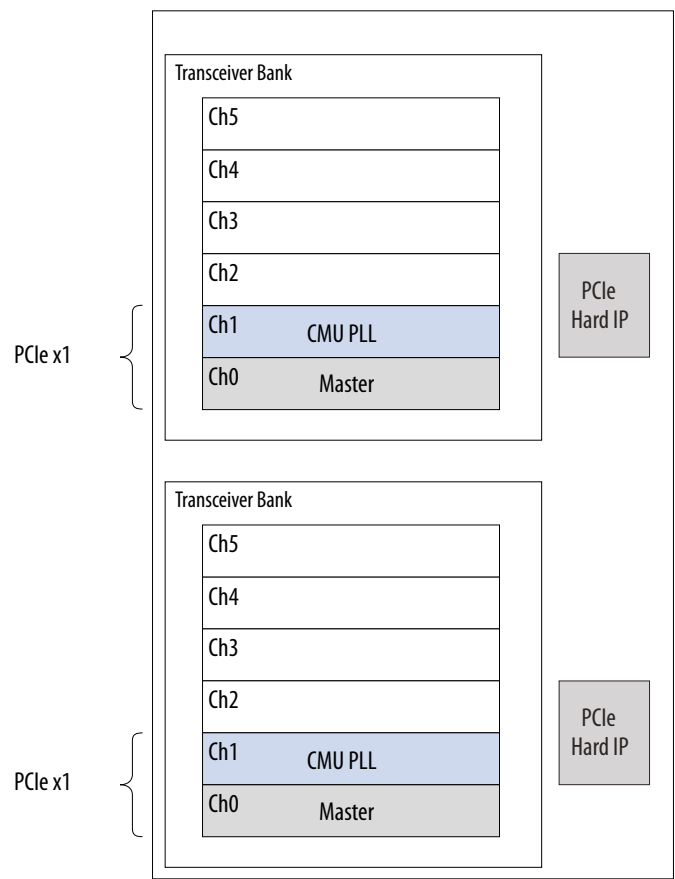 Transceiver Bank
Ch5
Ch4
Ch3
Ch2
Ch1 CMU PLL
Ch0 Master
PCIe x1
PCIe
Hard IP
Transceiver Bank
Ch5
Ch4
Ch3
Ch2
Ch1 CMU PLL
Ch0 Master
PCIe x1
PCIe
Hard IP